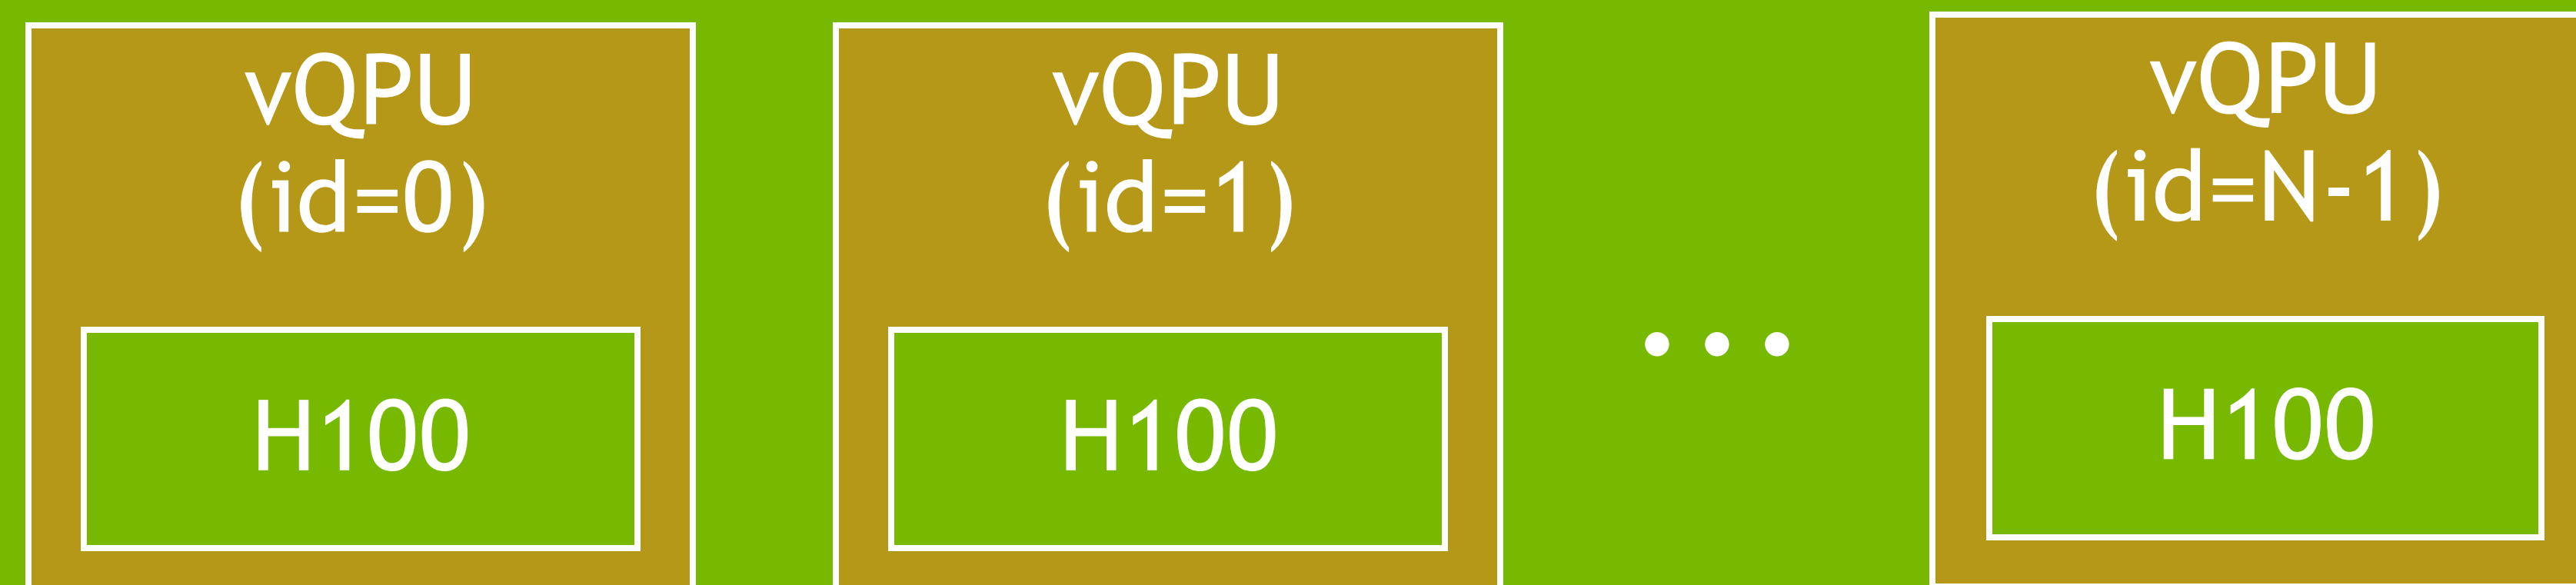 vQPU
(id=0)
H100
vQPU
(id=1)
H100
...
vQPU
(id=N-1)
H100